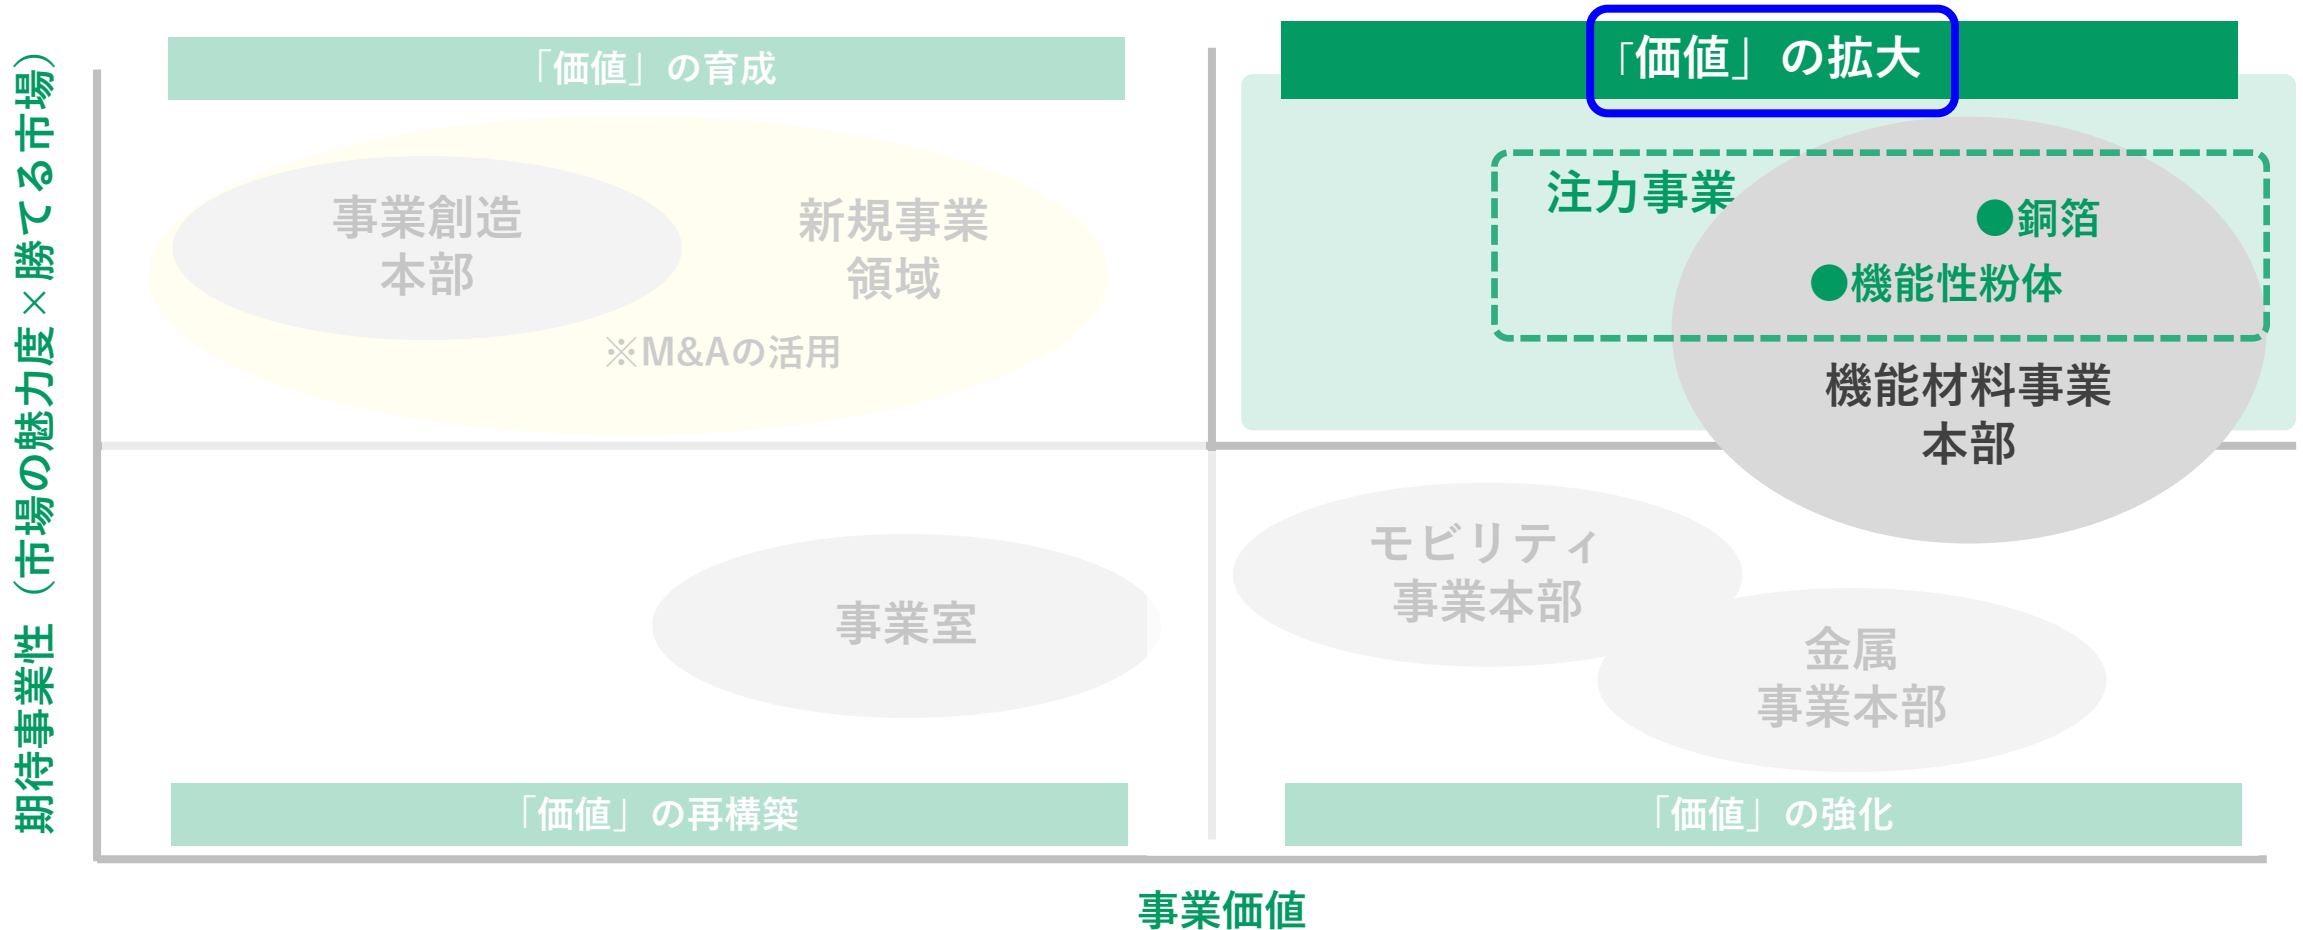 「価値」の育成
「価値」の拡大
期待事業性（市場の魅力度×勝てる市場）
事業創造
本部
新規事業
領域
※M&Aの活用
注力事業
●銅箔
●機能性粉体
機能材料事業
本部
モビリティ
事業本部
事業室
金属
事業本部
「価値」の再構築
「価値」の強化
事業価値